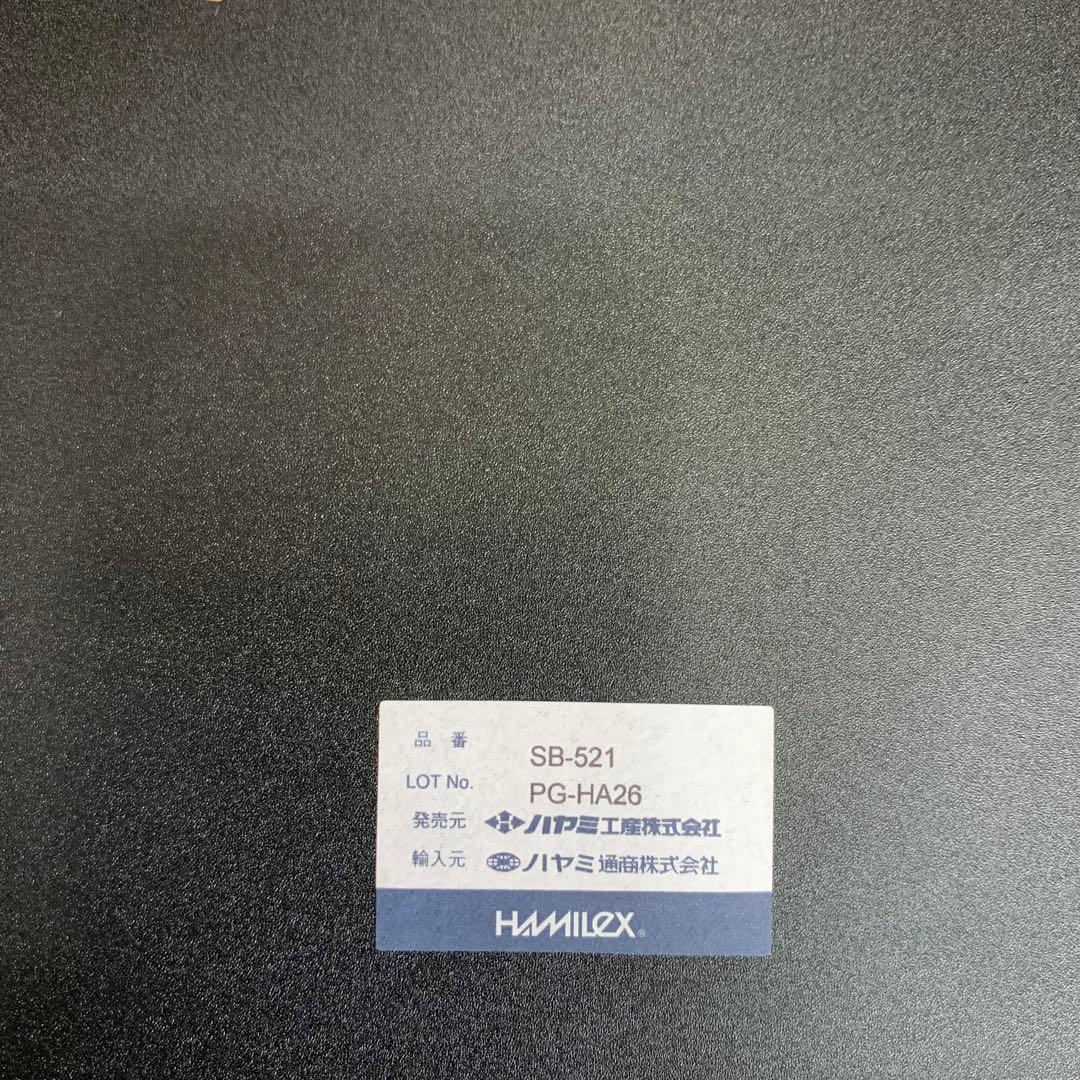 品番 SB-521
LOT No. PG-HA26
発売元 ハヤミ工産株式会社
輸入元 ハヤミ通商株式会社
HAMILeX®